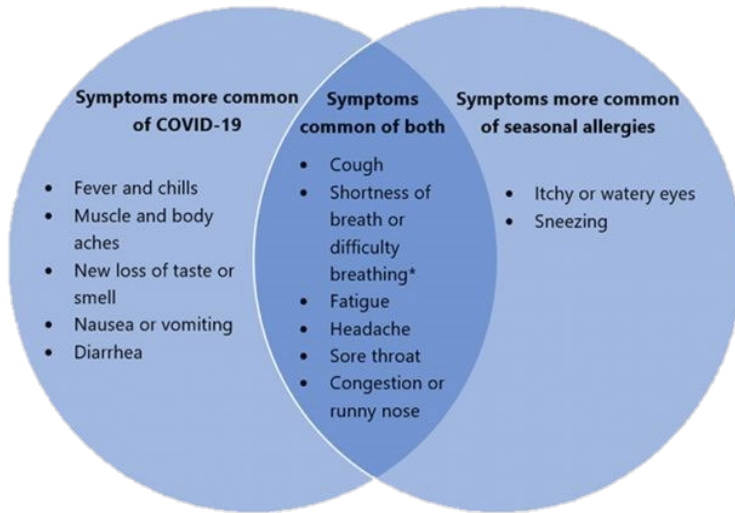 Symptoms more common
of COVID-19
• Fever and chills
• Muscle and body
aches
• New loss of taste or
smell
• Nausea or vomiting
• Diarrhea
Symptoms
common of both
• Cough
• Shortness of
breath or
difficulty
breathing*
• Fatigue
• Headache
• Sore throat
• Congestion or
runny nose
Symptoms more common
of seasonal allergies
• Itchy or watery eyes
• Sneezing